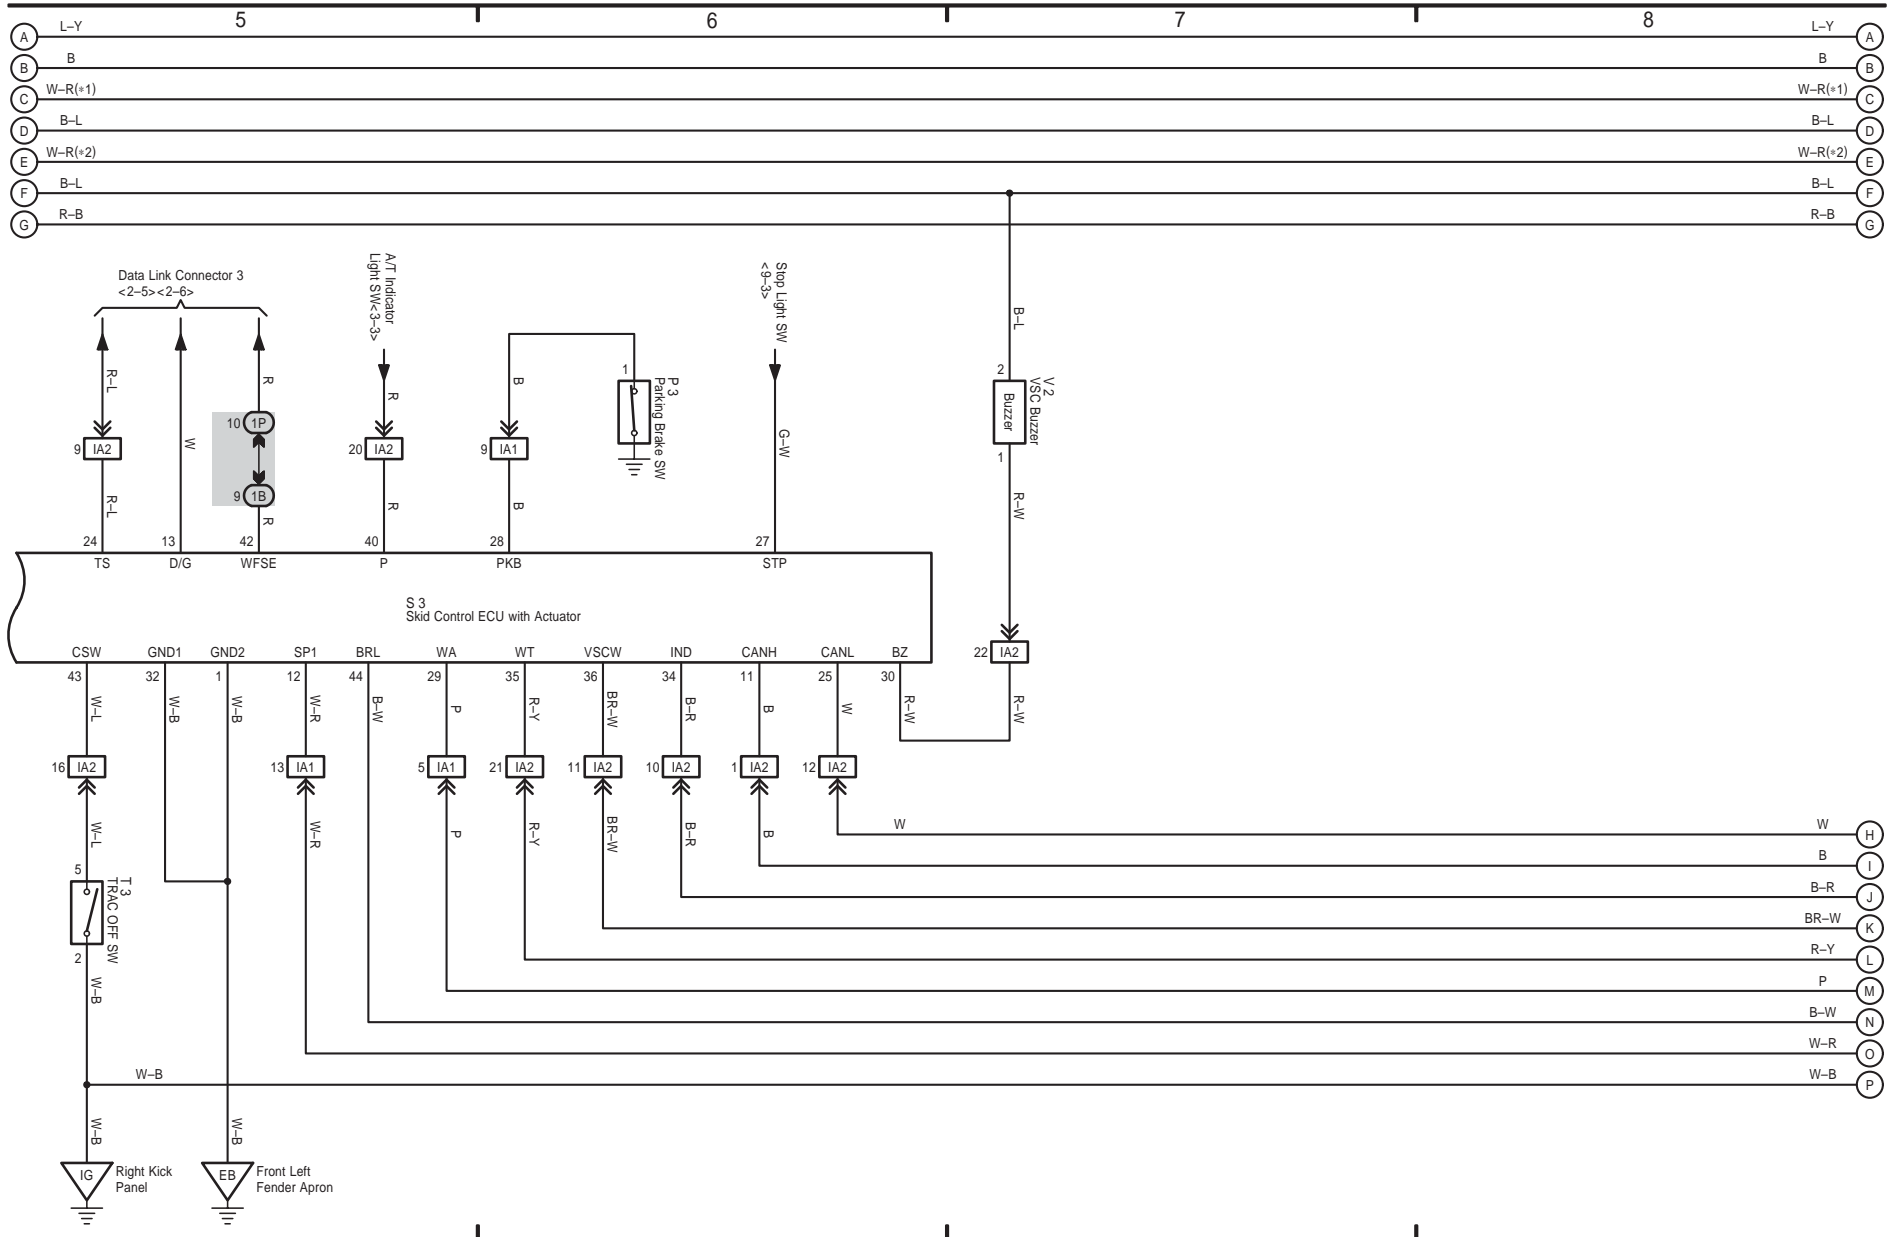 5 6 7 8
A L–Y L–Y A
B B B B
C W–R(*1) W–R(*1) C
D B–L B–L D
E W–R(*2) W–R(*2) E
F B–L B–L F
G R–B R–B G
Data Link Connector 3
<2–5><2–6>
A/T Indicator
Light SW<3–3>
Stop Light SW
<9–3>
R–L
R
R
B
B–L
1
P 3
Parking Brake SW
2
V 2
VSC Buzzer
Buzzer
1
10 1P
9 IA2
W
20 IA2
9 IA1
G–W
9 1B
R–L
R
R
B
R–W
24 13 42 40 28 27
TS D/G WFSE P PKB STP
S 3
Skid Control ECU with Actuator
CSW GND1 GND2 SP1 BRL WA WT VSCW IND CANH CANL BZ
22 IA2
43 32 1 12 44 29 35 36 34 11 25 30
W–L W–B W–B W–R B–W P R–Y BR–W B–R B W R–W R–W
16 IA2 13 IA1 5 IA1 21 IA2 11 IA2 10 IA2 1 IA2 12 IA2
W–L W–R P R–Y BR–W B–R B
W W H
B I
5
T 3
TRAC OFF SW
2
B–R J
BR–W K
R–Y L
W–B
P M
B–W N
W–R O
W–B W–B P
W–B W–B
IG Right Kick
Panel
EB Front Left
Fender Apron